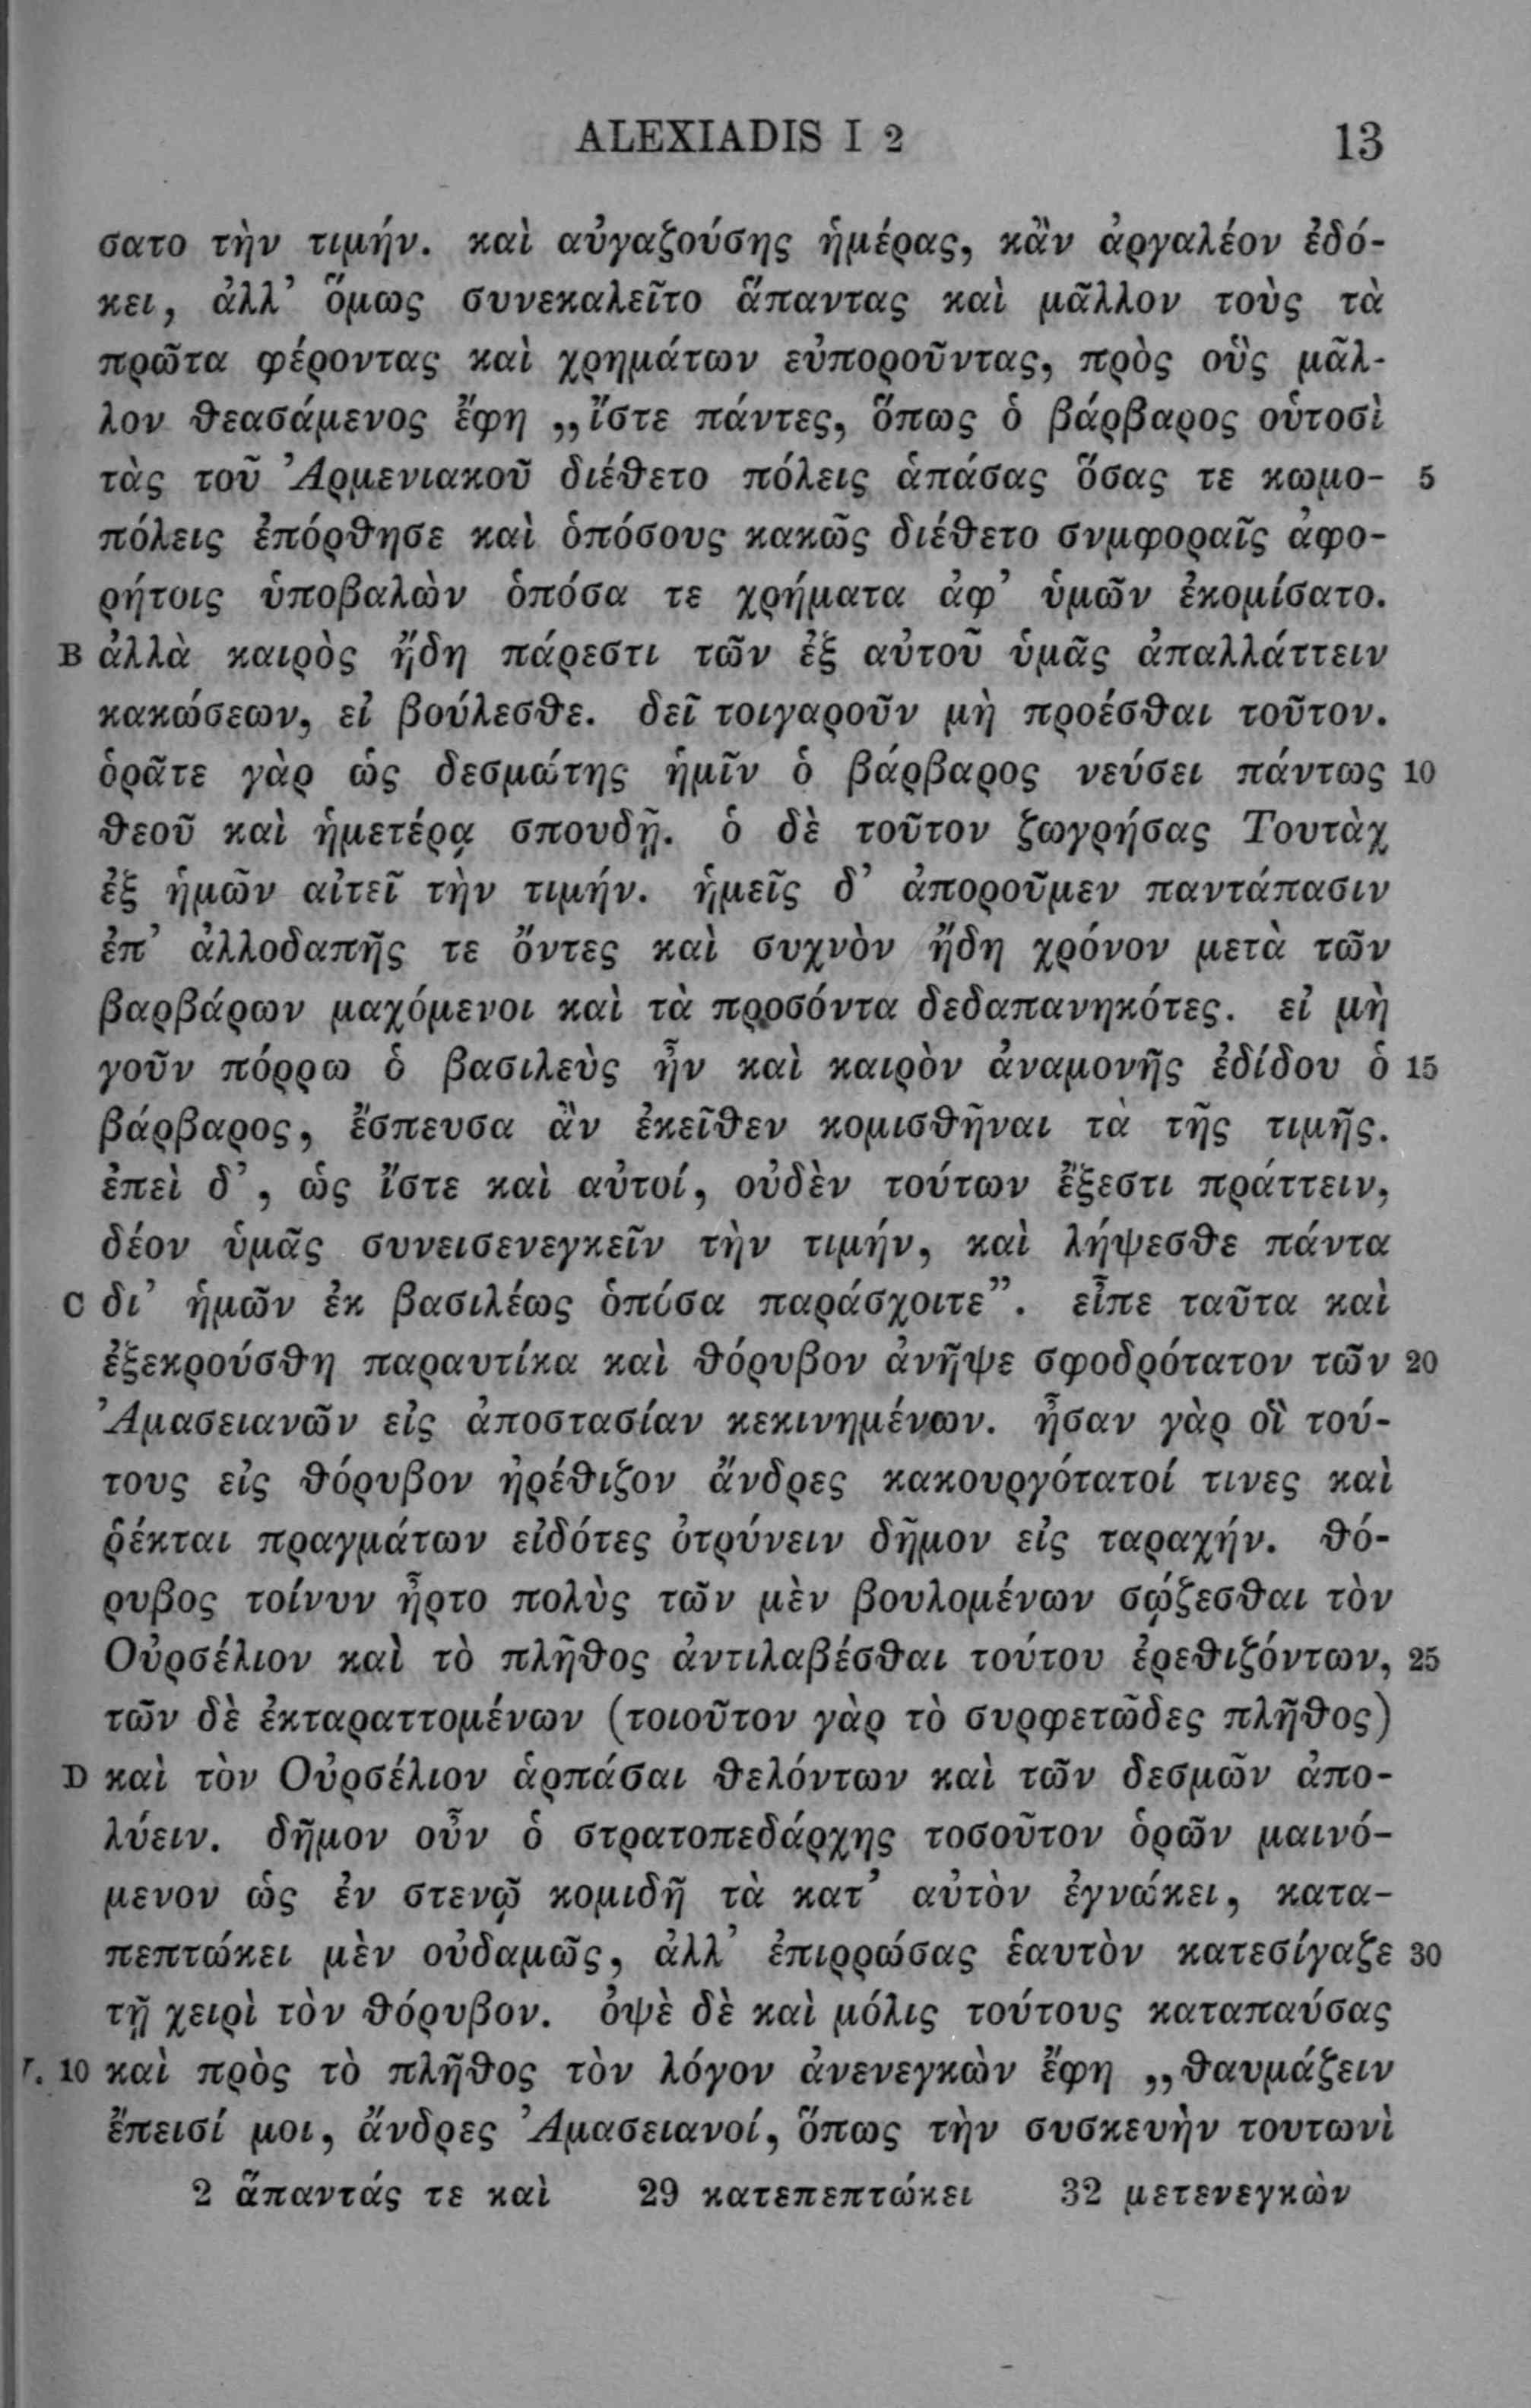 ALEXIADIS I 2 13
σατο τὴν τιμήν. καὶ αὐγαζούσης ἡμέρας, κἂν ἀργαλέον ἐδό-
κει, ἀλλ’ ὅμως συνεκαλεῖτο ἅπαντας καὶ μᾶλλον τοὺς τὰ
πρῶτα φέροντας καὶ χρημάτων εὐποροῦντας, πρὸς οὓς μᾶλ-
λον θεασάμενος ἔφη „ἴστε πάντες, ὅπως ὁ βάρβαρος οὑτοσὶ
τὰς τοῦ Ἀρμενιακοῦ διέθετο πόλεις ἁπάσας ὅσας τε κωμο- 5
πόλεις ἐπόρθησε καὶ ὁπόσους κακῶς διέθετο συμφοραῖς ἀφο-
ρήτοις ὑποβαλὼν ὁπόσα τε χρήματα ἀφ’ ὑμῶν ἐκομίσατο.
B ἀλλὰ καιρὸς ἤδη πάρεστι τῶν ἐξ αὐτοῦ ὑμᾶς ἀπαλλάττειν
κακώσεων, εἰ βούλεσθε. δεῖ τοιγαροῦν μὴ προέσθαι τοῦτον.
ὁρᾶτε γὰρ ὡς δεσμώτης ἡμῖν ὁ βάρβαρος νεύσει πάντως 10
θεοῦ καὶ ἡμετέρᾳ σπουδῇ. ὁ δὲ τοῦτον ζωγρήσας Τουτὰχ
ἐξ ἡμῶν αἰτεῖ τὴν τιμήν. ἡμεῖς δ’ ἀποροῦμεν παντάπασιν
ἐπ’ ἀλλοδαπῆς τε ὄντες καὶ συχνὸν ἤδη χρόνον μετὰ τῶν
βαρβάρων μαχόμενοι καὶ τὰ προσόντα δεδαπανηκότες. εἰ μὴ
γοῦν πόρρω ὁ βασιλεὺς ἦν καὶ καιρὸν ἀναμονῆς ἐδίδου ὁ 15
βάρβαρος, ἔσπευσα ἂν ἐκεῖθεν κομισθῆναι τὰ τῆς τιμῆς.
ἐπεὶ δ’, ὡς ἴστε καὶ αὐτοί, οὐδὲν τούτων ἔξεστι πράττειν,
δέον ὑμᾶς συνεισενεγκεῖν τὴν τιμήν, καὶ λήψεσθε πάντα
C δι’ ἡμῶν ἐκ βασιλέως ὁπόσα παράσχοιτε”. εἶπε ταῦτα καὶ
ἐξεκρούσθη παραυτίκα καὶ θόρυβον ἀνῆψε σφοδρότατον τῶν 20
Ἀμασειανῶν εἰς ἀποστασίαν κεκινημένων. ἦσαν γὰρ οἳ τού-
τους εἰς θόρυβον ἠρέθιζον ἄνδρες κακουργότατοί τινες καὶ
ῥέκται πραγμάτων εἰδότες ὀτρύνειν δῆμον εἰς ταραχήν. θό-
ρυβος τοίνυν ἦρτο πολὺς τῶν μὲν βουλομένων σῴζεσθαι τὸν
Οὐρσέλιον καὶ τὸ πλῆθος ἀντιλαβέσθαι τούτου ἐρεθιζόντων, 25
τῶν δὲ ἐκταραττομένων (τοιοῦτον γὰρ τὸ συρφετῶδες πλῆθος)
D καὶ τὸν Οὐρσέλιον ἁρπάσαι θελόντων καὶ τῶν δεσμῶν ἀπο-
λύειν. δῆμον οὖν ὁ στρατοπεδάρχης τοσοῦτον ὁρῶν μαινό-
μενον ὡς ἐν στενῷ κομιδῆ τὰ κατ’ αὐτὸν ἐγνώκει, κατα-
πεπτώκει μὲν οὐδαμῶς, ἀλλ’ ἐπιρρώσας ἑαυτὸν κατεσίγαζε 30
τῇ χειρὶ τὸν θόρυβον. ὀψὲ δὲ καὶ μόλις τούτους καταπαύσας
10 καὶ πρὸς τὸ πλῆθος τὸν λόγον ἀνενεγκὼν ἔφη „θαυμάζειν
ἔπεισί μοι, ἄνδρες Ἀμασειανοί, ὅπως τὴν συσκευὴν τουτωνὶ
2 ἅπαντάς τε καὶ 29 κατεπεπτώκει 32 μετενεγκὼν